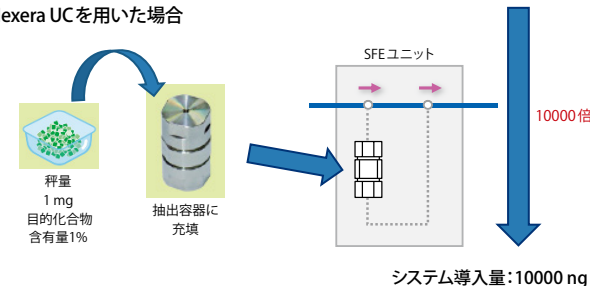 exera UCを用いた場合
SFEユニット
10000倍
秤量
1 mg
目的化合物
含有量1%
抽出容器に
充填
システム導入量：10000 ng